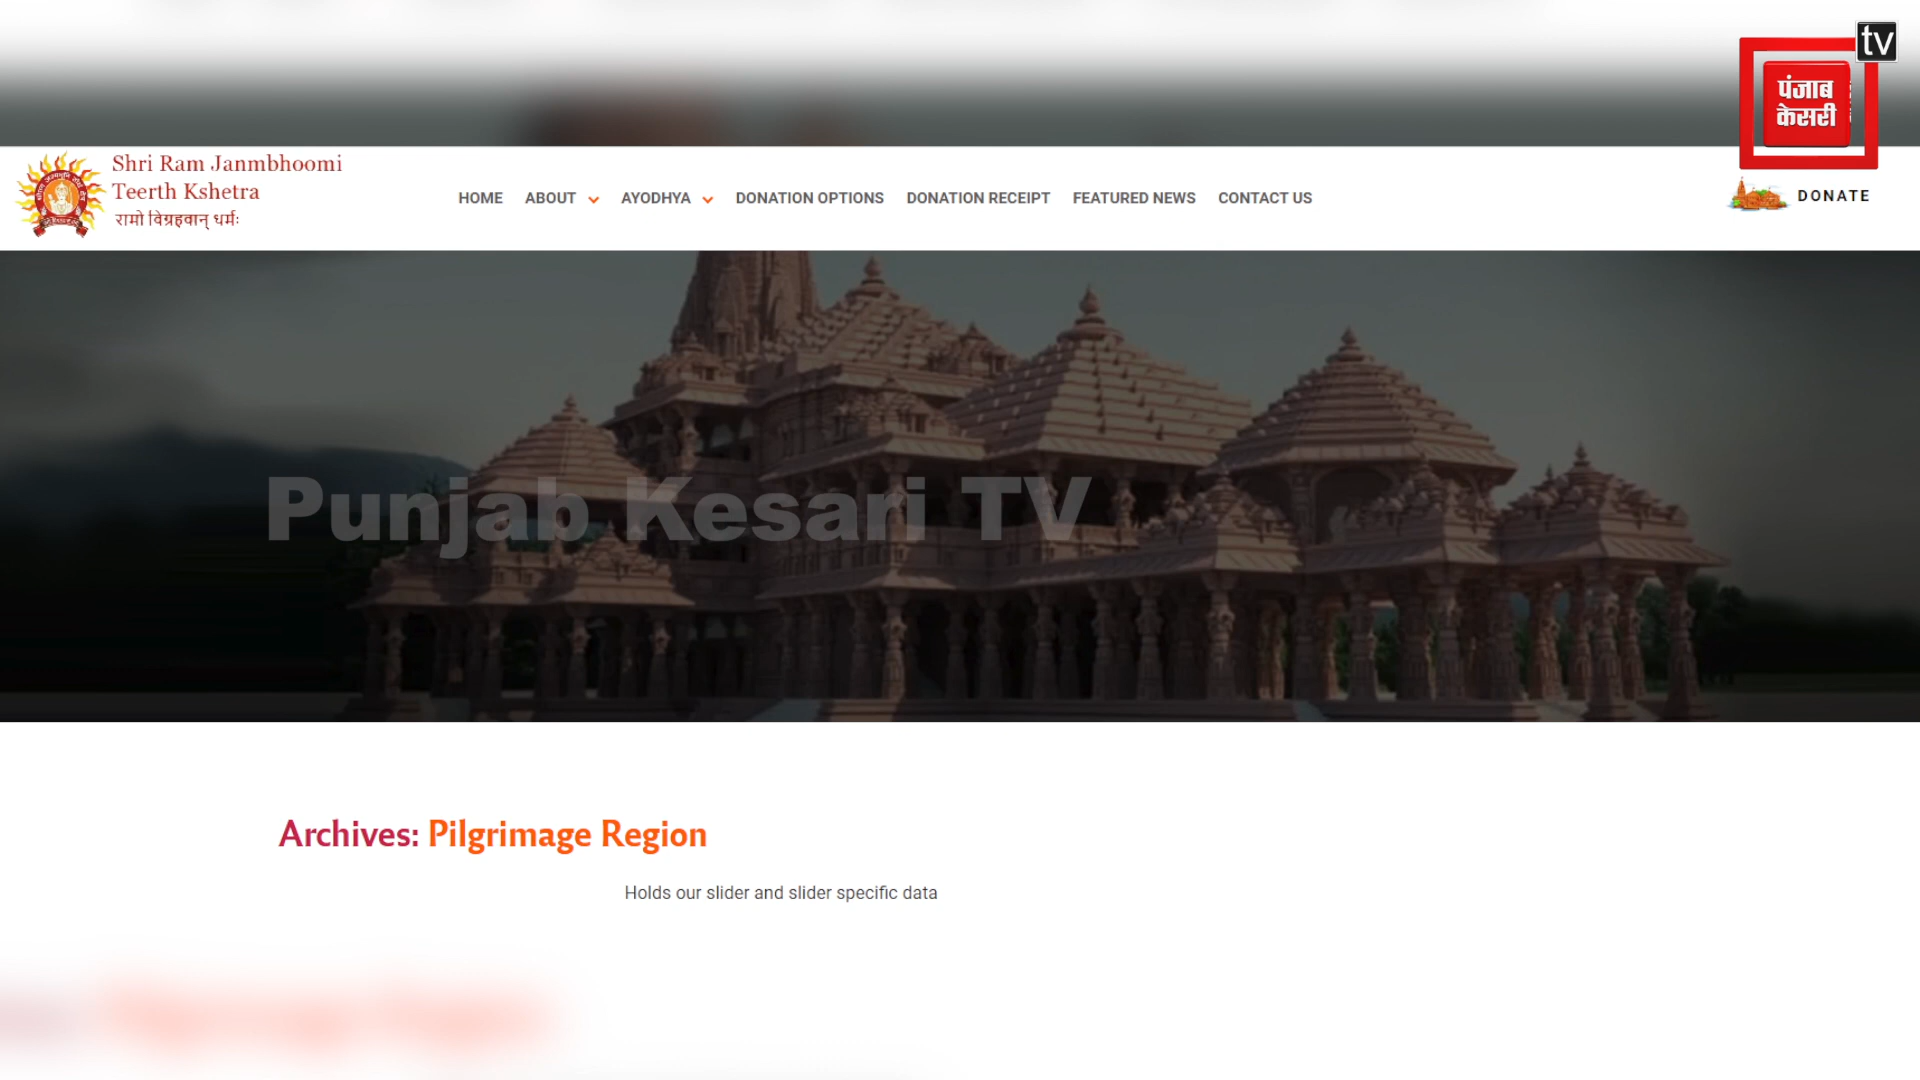 tv
पंजाब
केसरी
Shri Ram Janmbhoomi
Teerth Kshetra
रामो विग्रहवान् धर्मः
HOME ABOUT AYODHYA DONATION OPTIONS DONATION RECEIPT FEATURED NEWS CONTACT US
DONATE
Punjab Kesari TV
Archives: Pilgrimage Region
Holds our slider and slider specific data